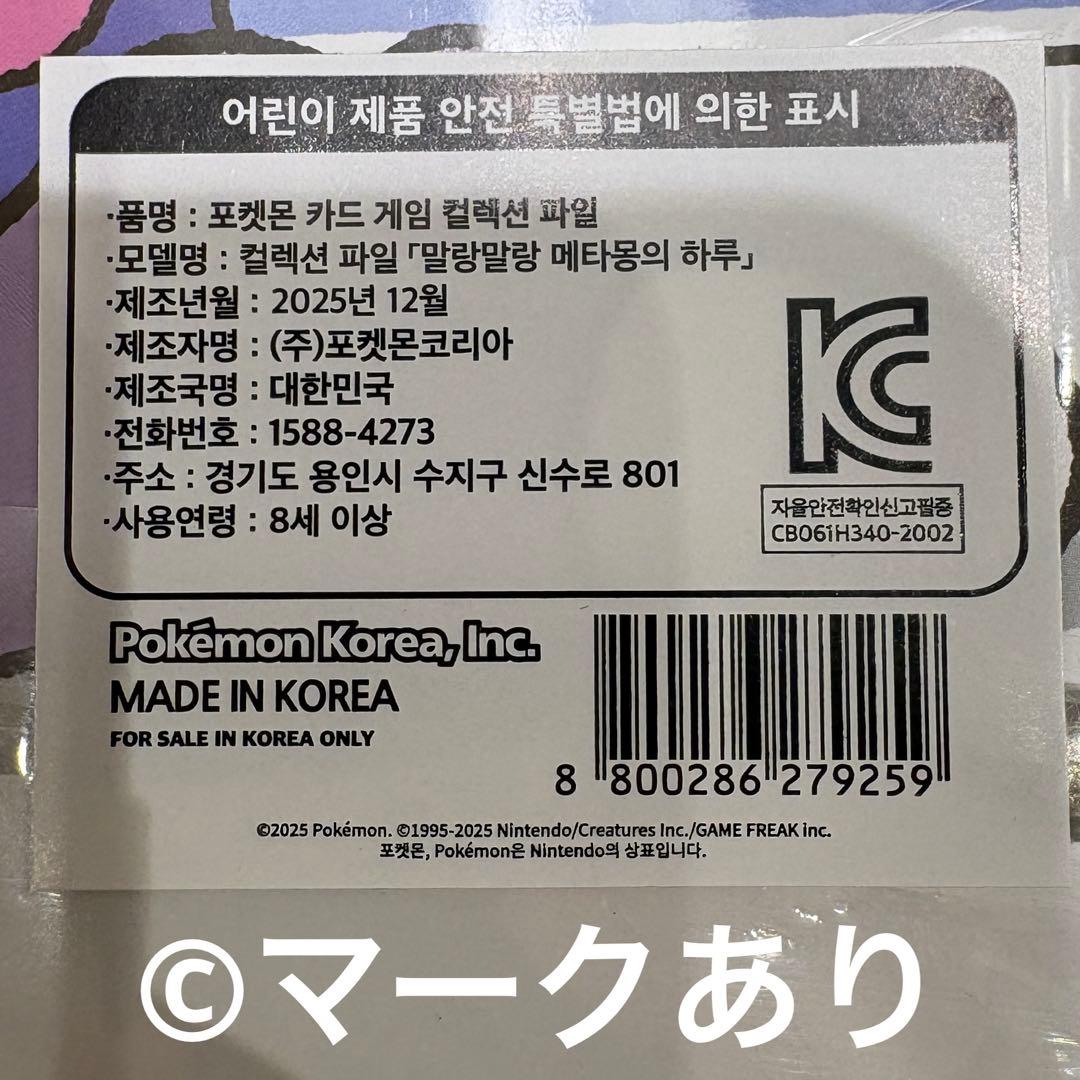 어린이 제품 안전 특별법에 의한 표시
·품명 : 포켓몬 카드 게임 컬렉션 파일
·모델명 : 컬렉션 파일 「말랑말랑 메타몽의 하루」
·제조년월 : 2025년 12월
·제조자명 : (주)포켓몬코리아
·제조국명 : 대한민국
·전화번호 : 1588-4273
·주소 : 경기도 용인시 수지구 신수로 801
·사용연령 : 8세 이상
KC
자율안전확인신고필증
CB061H340-2002
Pokémon Korea, Inc.
MADE IN KOREA
FOR SALE IN KOREA ONLY
8 800286 279259
©2025 Pokémon. ©1995-2025 Nintendo/Creatures Inc./GAME FREAK inc.
포켓몬, Pokémon은 Nintendo의 상표입니다.
©マークあり